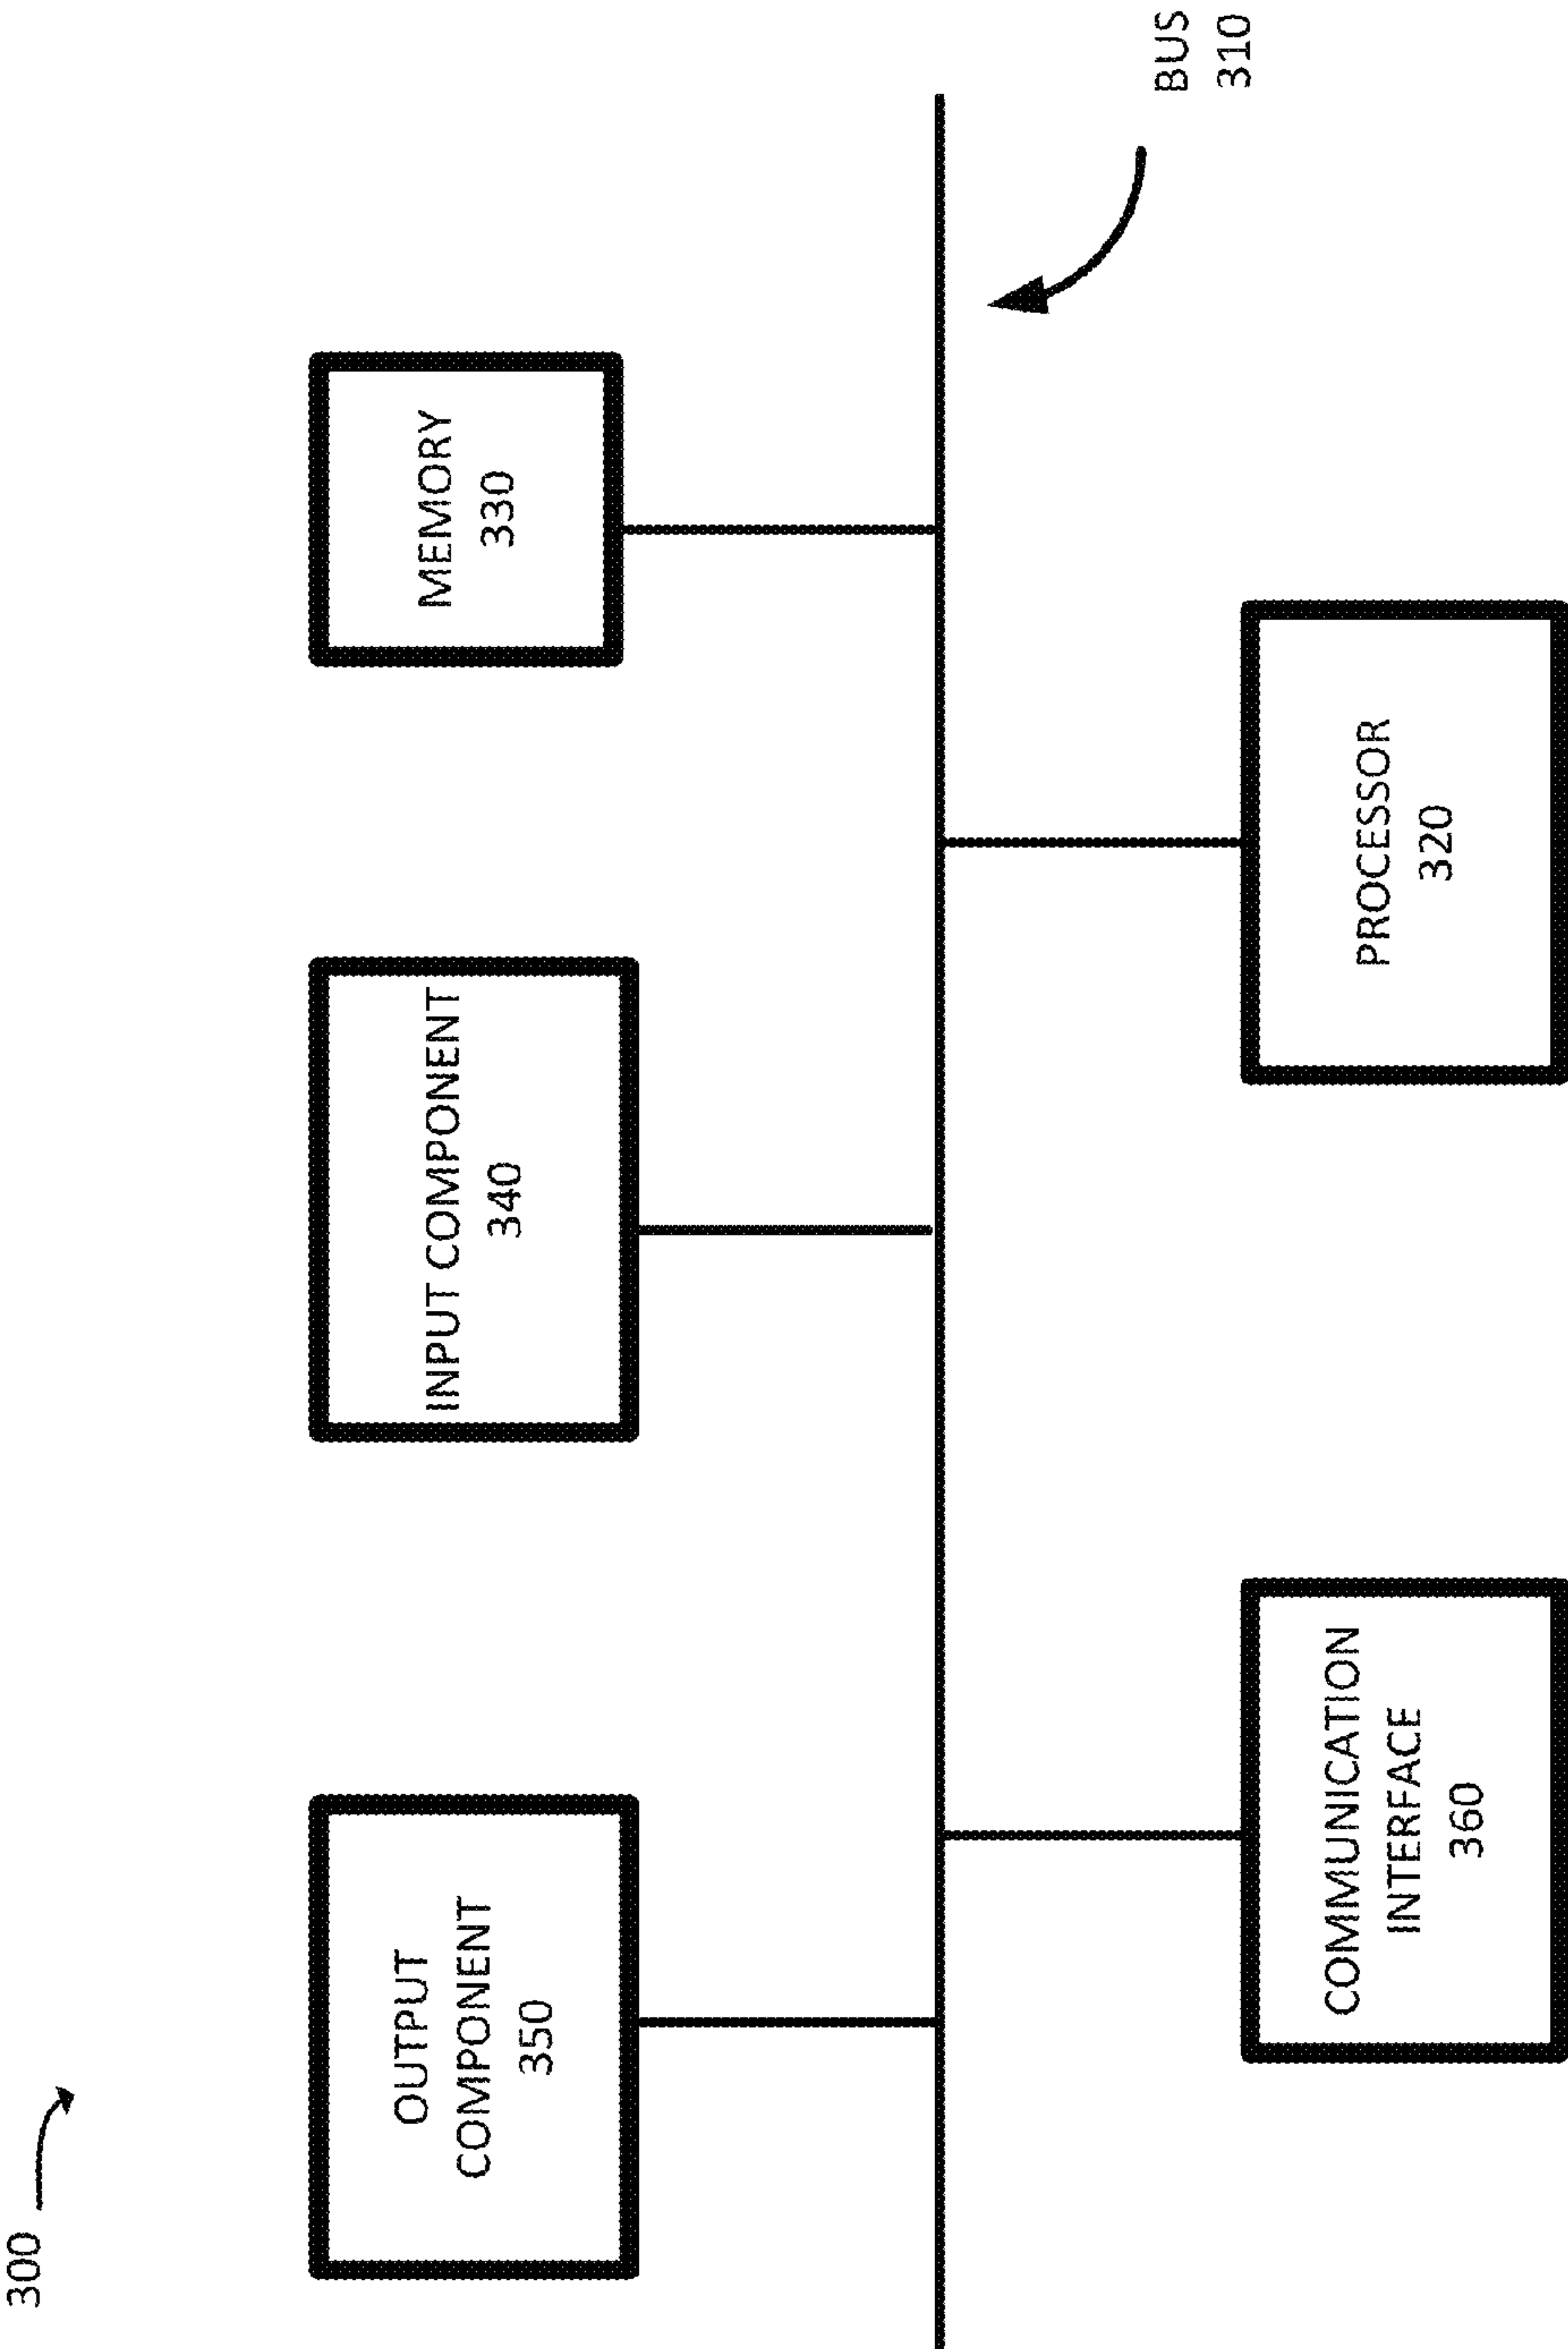 300
OUTPUT
COMPONENT
350
INPUT COMPONENT
340
MEMORY
330
BUS
310
COMMUNICATION
INTERFACE
360
PROCESSOR
320